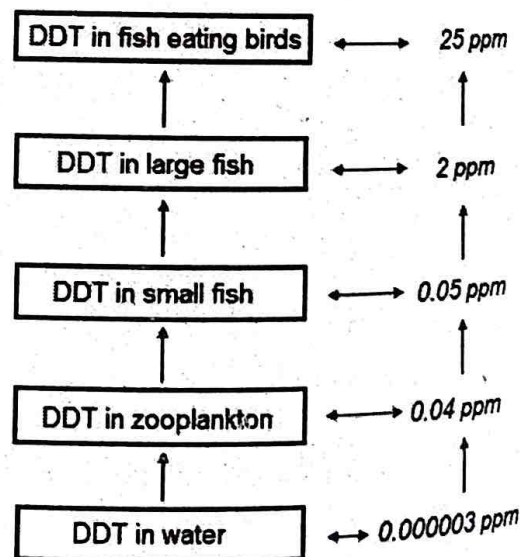 DDT in fish eating birds 25 ppm
DDT in large fish 2 ppm
DDT in small fish 0.05 ppm
DDT in zooplankton 0.04 ppm
DDT in water 0.000003 ppm